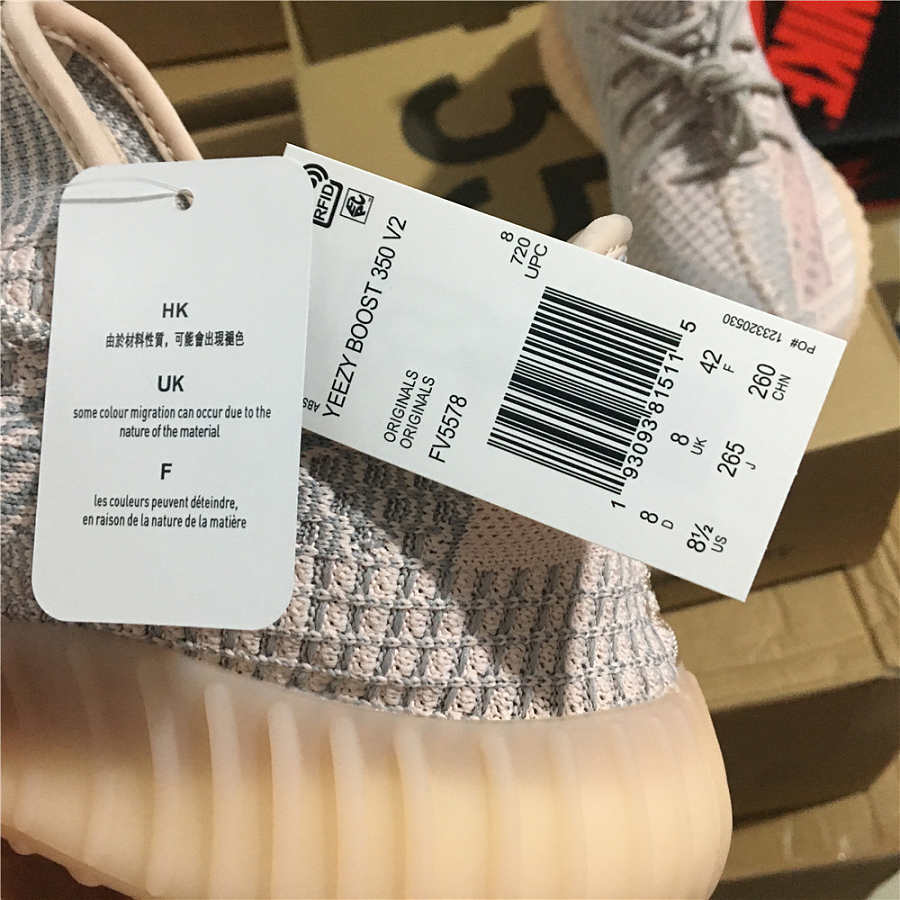 HK
由於材料性質，可能會出現褪色
UK
some colour migration can occur due to the
nature of the material
F
les couleurs peuvent déteindre,
en raison de la nature de la matière
RFID
ABS
YEEZY BOOST 350 V2
ORIGINALS
ORIGINALS
FV5578
8
720
UPC
1 93093 81511 5
PO# 123320530
8
D
8
UK
42
F
8½
US
265
J
260
CHN
NIKE